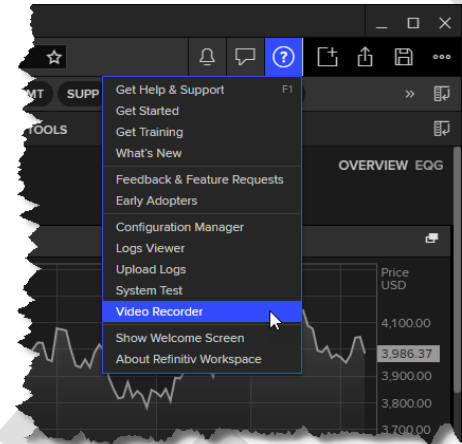 MT SUPP
Get Help & Support F1
Get Started
»
Get Training
TOOLS
What's New
OVERVIEW EQG
Feedback & Feature Requests
Early Adopters
Configuration Manager
Logs Viewer
Upload Logs
System Test
Video Recorder
Show Welcome Screen
About Refinitiv Workspace
Price
USD
4,100.00
3,986.37
3,900.00
3,800.00
3,700.00